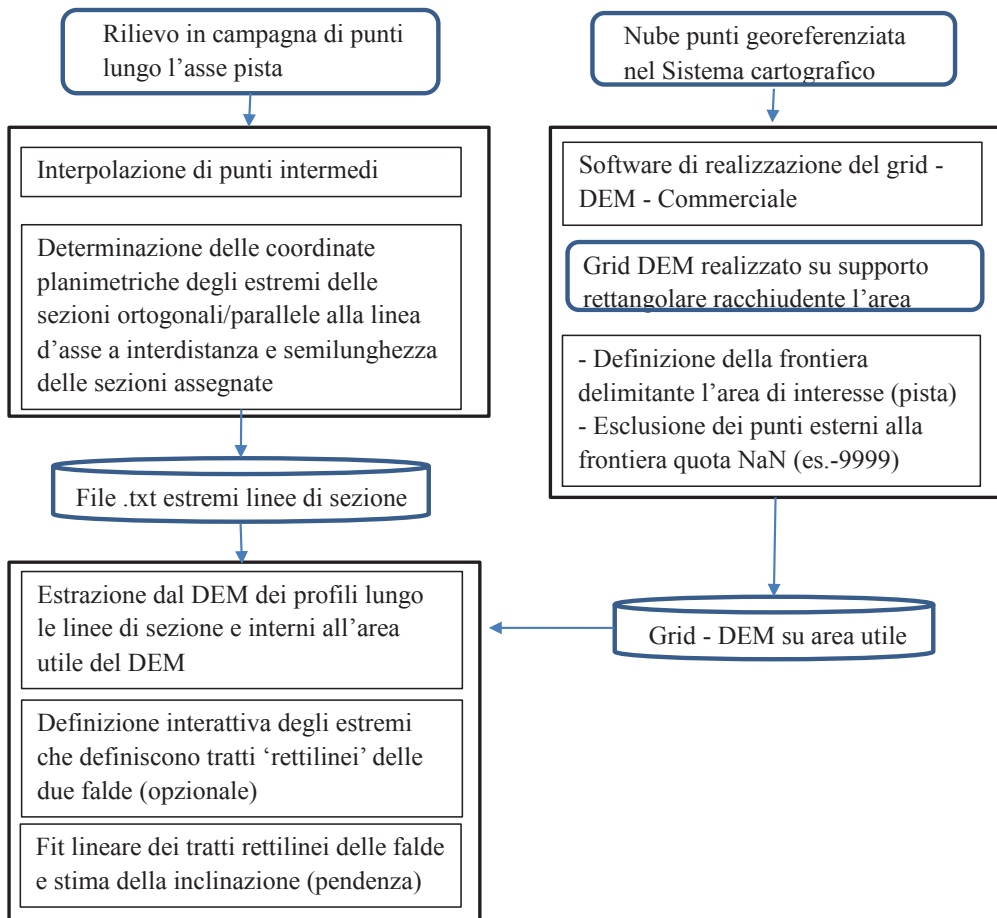 Rilievo in campagna di punti
lungo l'asse pista
Interpolazione di punti intermedi
Determinazione delle coordinate
planimetriche degli estremi delle
sezioni ortogonali/parallele alla linea
d'asse a interdistanza e semilunghezza
delle sezioni assegnate
File .txt estremi linee di sezione
Estrazione dal DEM dei profili lungo
le linee di sezione e interni all'area
utile del DEM
Definizione interattiva degli estremi
che definiscono tratti ‘rettilinei’ delle
due falde (opzionale)
Fit lineare dei tratti rettilinei delle falde
e stima della inclinazione (pendenza)
Nube punti georeferenziata
nel Sistema cartografico
Software di realizzazione del grid -
DEM - Commerciale
Grid DEM realizzato su supporto
rettangolare racchiudente l'area
- Definizione della frontiera
delimitante l'area di interesse (pista)
- Esclusione dei punti esterni alla
frontiera quota NaN (es.-9999)
Grid - DEM su area utile